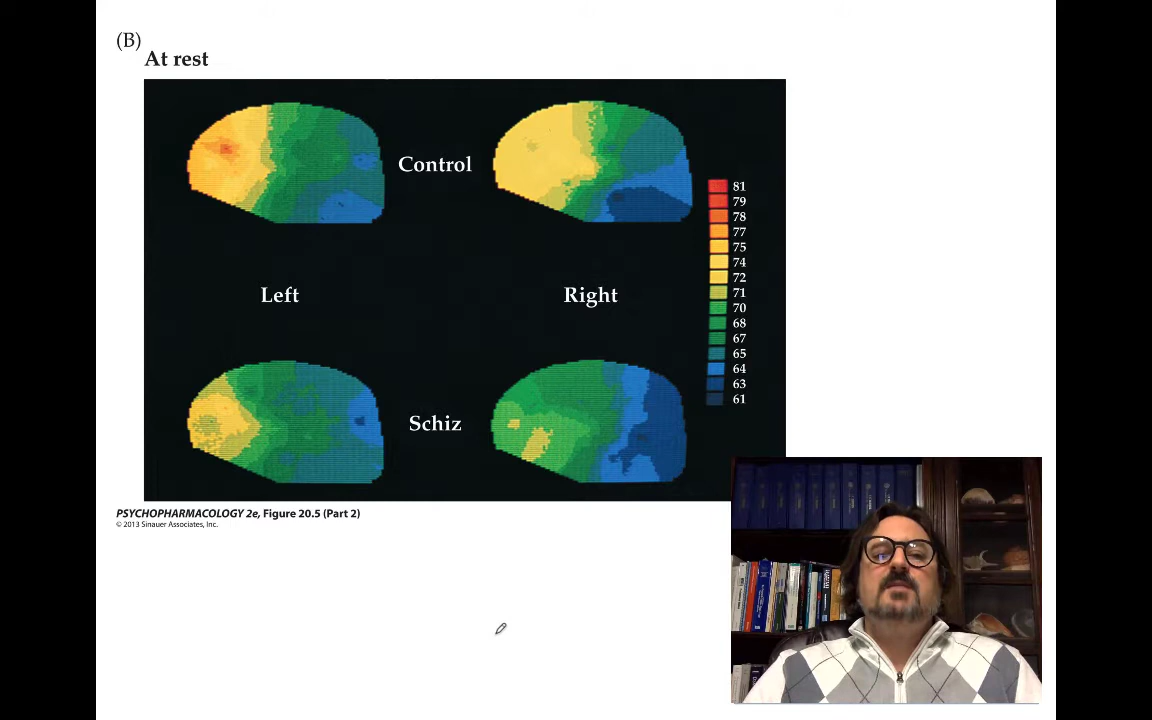 (B)
At rest
Control
Left
Right
Schiz
81
79
78
77
75
74
72
71
70
68
67
65
64
63
61
PSYCHOPHARMACOLOGY 2e, Figure 20.5 (Part 2)
© 2013 Sinauer Associates, Inc.